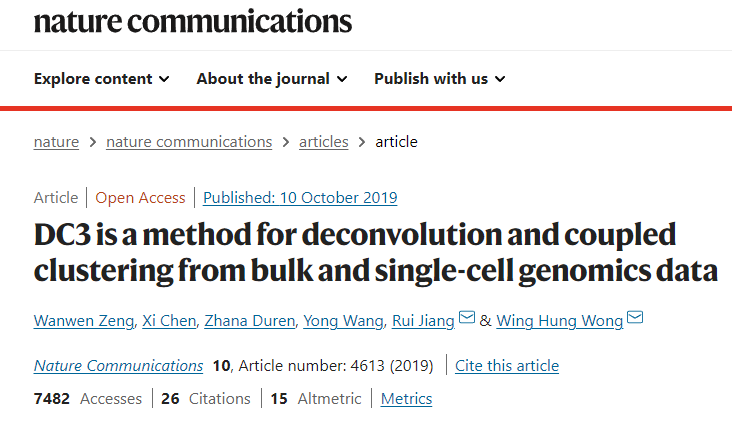 nature communications
Explore content About the journal Publish with us
nature > nature communications > articles > article
Article | Open Access | Published: 10 October 2019
DC3 is a method for deconvolution and coupled
clustering from bulk and single-cell genomics data
Wanwen Zeng, Xi Chen, Zhana Duren, Yong Wang, Rui Jiang & Wing Hung Wong
Nature Communications 10, Article number: 4613 (2019) | Cite this article
7482 Accesses | 26 Citations | 15 Altmetric | Metrics